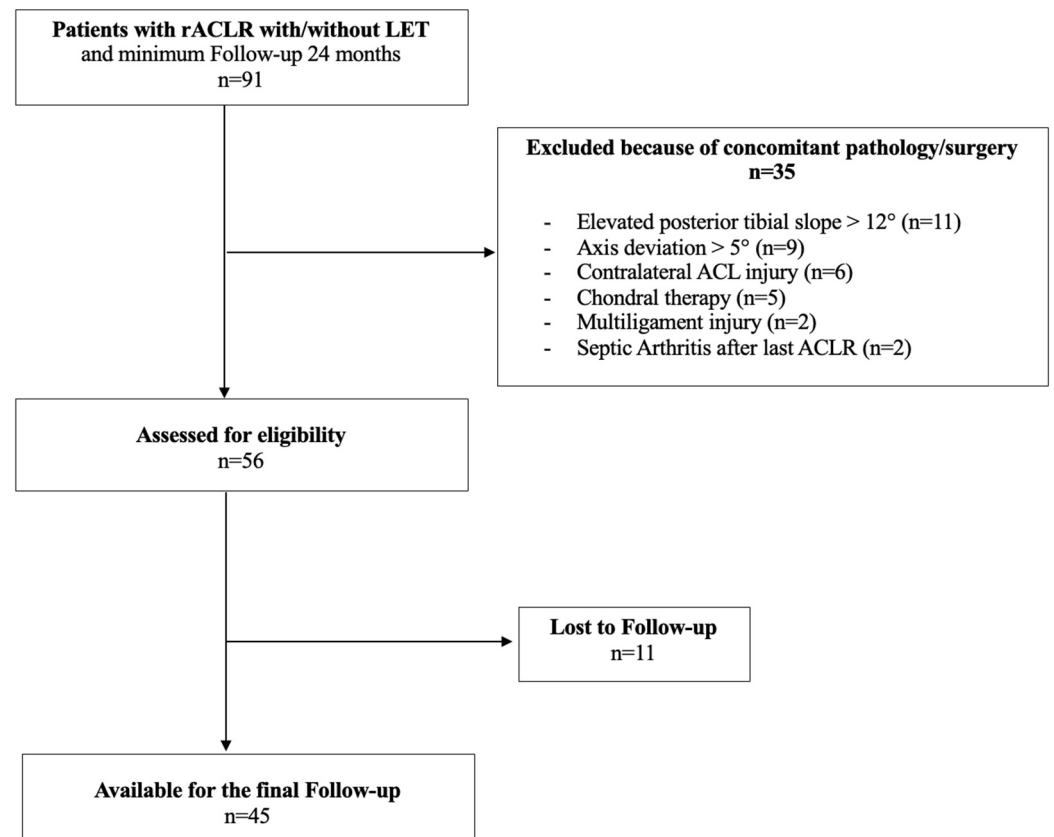 Patients with rACLR with/without LET
and minimum Follow-up 24 months
n=91
Excluded because of concomitant pathology/surgery
n=35
- Elevated posterior tibial slope > 12° (n=11)
- Axis deviation > 5° (n=9)
- Contralateral ACL injury (n=6)
- Chondral therapy (n=5)
- Multiligament injury (n=2)
- Septic Arthritis after last ACLR (n=2)
Assessed for eligibility
n=56
Lost to Follow-up
n=11
Available for the final Follow-up
n=45